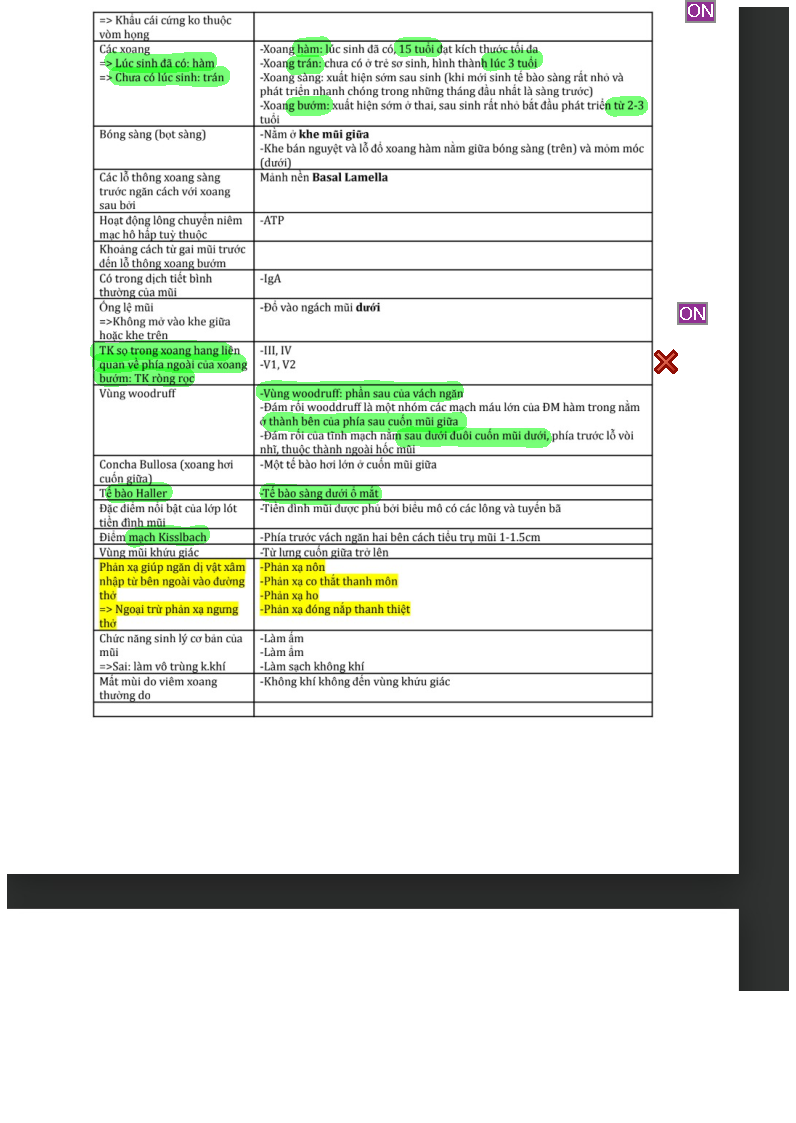 ON
=> Khẩu cái cứng ko thuộc
vòm họng
Các xoang
=> Lúc sinh đã có: hàm
=> Chưa có lúc sinh: trán
-Xoang hàm: lúc sinh đã có, 15 tuổi đạt kích thước tối đa
-Xoang trán: chưa có ở trẻ sơ sinh, hình thành lúc 3 tuổi
-Xoang sàng: xuất hiện sớm sau sinh (khi mới sinh tế bào sàng rất nhỏ và
phát triển nhanh chóng trong những tháng đầu nhất là sàng trước)
-Xoang bướm: xuất hiện sớm ở thai, sau sinh rất nhỏ bắt đầu phát triển từ 2-3
tuổi
Bóng sàng (bọt sàng)
-Nằm ở khe mũi giữa
-Khe bán nguyệt và lỗ đổ xoang hàm nằm giữa bóng sàng (trên) và mỏm móc
(dưới)
Các lỗ thông xoang sàng
trước ngăn cách với xoang
sau bởi
Mảnh nền Basal Lamella
Hoạt động lông chuyển niêm
mạc hô hấp tuỳ thuộc
-ATP
Khoảng cách từ gai mũi trước
đến lỗ thông xoang bướm
Có trong dịch tiết bình
thường của mũi
-IgA
Ống lệ mũi
=>Không mở vào khe giữa
hoặc khe trên
-Đổ vào ngách mũi dưới
ON
TK sọ trong xoang hang liên
quan về phía ngoài của xoang
bướm: TK ròng rọc
-III, IV
-V1, V2
Vùng woodruff
-Vùng woodruff: phần sau của vách ngăn
-Đám rối wooddruff là một nhóm các mạch máu lớn của ĐM hàm trong nằm
ở thành bên của phía sau cuốn mũi giữa
-Đám rối của tĩnh mạch nằm sau dưới đuôi cuốn mũi dưới, phía trước lỗ vòi
nhĩ, thuộc thành ngoài hốc mũi
Concha Bullosa (xoang hơi
cuốn giữa)
-Một tế bào hơi lớn ở cuốn mũi giữa
Tế bào Haller
-Tế bào sàng dưới ổ mắt
Đặc điểm nổi bật của lớp lót
tiền đình mũi
-Tiền đình mũi được phủ bởi biểu mô có các lông và tuyến bã
Điểm mạch Kisslbach
-Phía trước vách ngăn hai bên cách tiểu trụ mũi 1-1.5cm
Vùng mũi khứu giác
-Từ lưng cuốn giữa trở lên
Phản xạ giúp ngăn dị vật xâm
nhập từ bên ngoài vào đường
thở
=> Ngoại trừ phản xạ ngưng
thở
-Phản xạ nôn
-Phản xạ co thắt thanh môn
-Phản xạ ho
-Phản xạ đóng nắp thanh thiệt
Chức năng sinh lý cơ bản của
mũi
=>Sai: làm vô trùng k.khí
-Làm ấm
-Làm ẩm
-Làm sạch không khí
Mất mùi do viêm xoang
thường do
-Không khí không đến vùng khứu giác